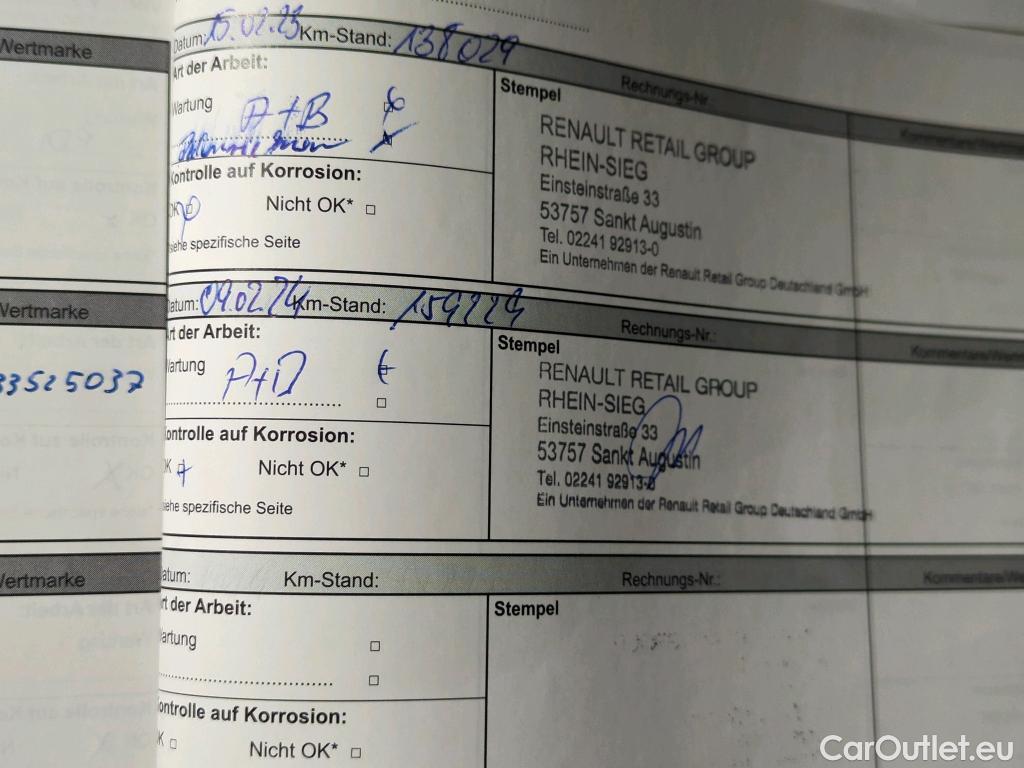 Datum: 15.02.23 Km-Stand: 138029
Rechnungs-Nr.:
Art der Arbeit:
Wartung A+B
Kontrolle auf Korrosion:
OK Nicht OK*
*siehe spezifische Seite
Stempel
RENAULT RETAIL GROUP
RHEIN-SIEG
Einsteinstraße 33
53757 Sankt Augustin
Tel. 02241 92913-0
Ein Unternehmen der Renault Retail Group Deutschland GmbH
Wertmarke
Wertmarke
33525037
Datum: 09.02.24 Km-Stand: 159229
Rechnungs-Nr.:
Art der Arbeit:
Wartung
Kontrolle auf Korrosion:
OK Nicht OK*
siehe spezifische Seite
Stempel
RENAULT RETAIL GROUP
RHEIN-SIEG
Einsteinstraße 33
53757 Sankt Augustin
Tel. 02241 92913-0
Ein Unternehmen der Renault Retail Group Deutschland GmbH
Wertmarke
Datum: Km-Stand:
Rechnungs-Nr.:
Art der Arbeit:
Wartung
Kontrolle auf Korrosion:
OK Nicht OK*
Stempel
CarOutlet.eu